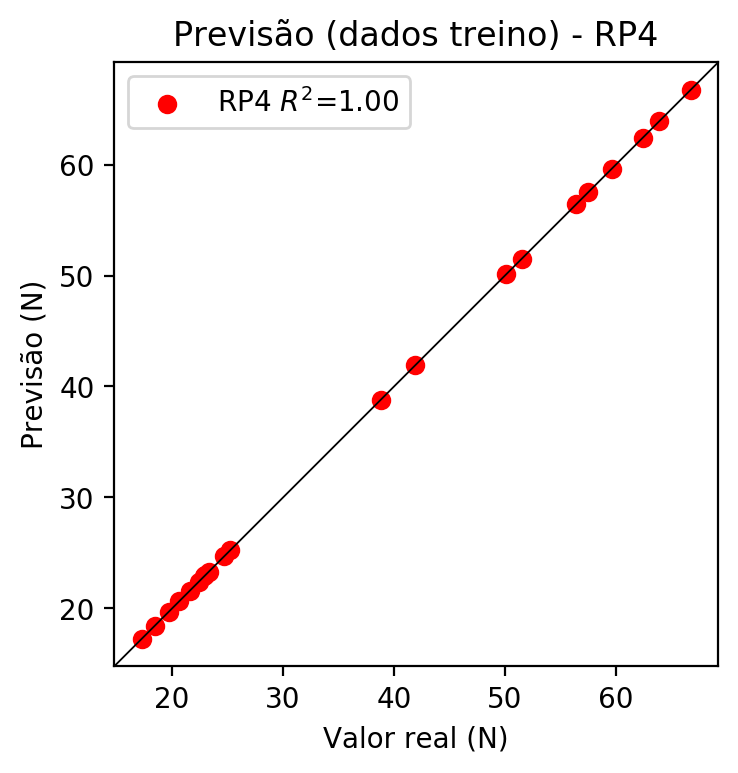 Previsão (dados treino) - RP4
RP4 R²=1.00
Previsão (N)
60
50
40
30
20
20 30 40 50 60
Valor real (N)